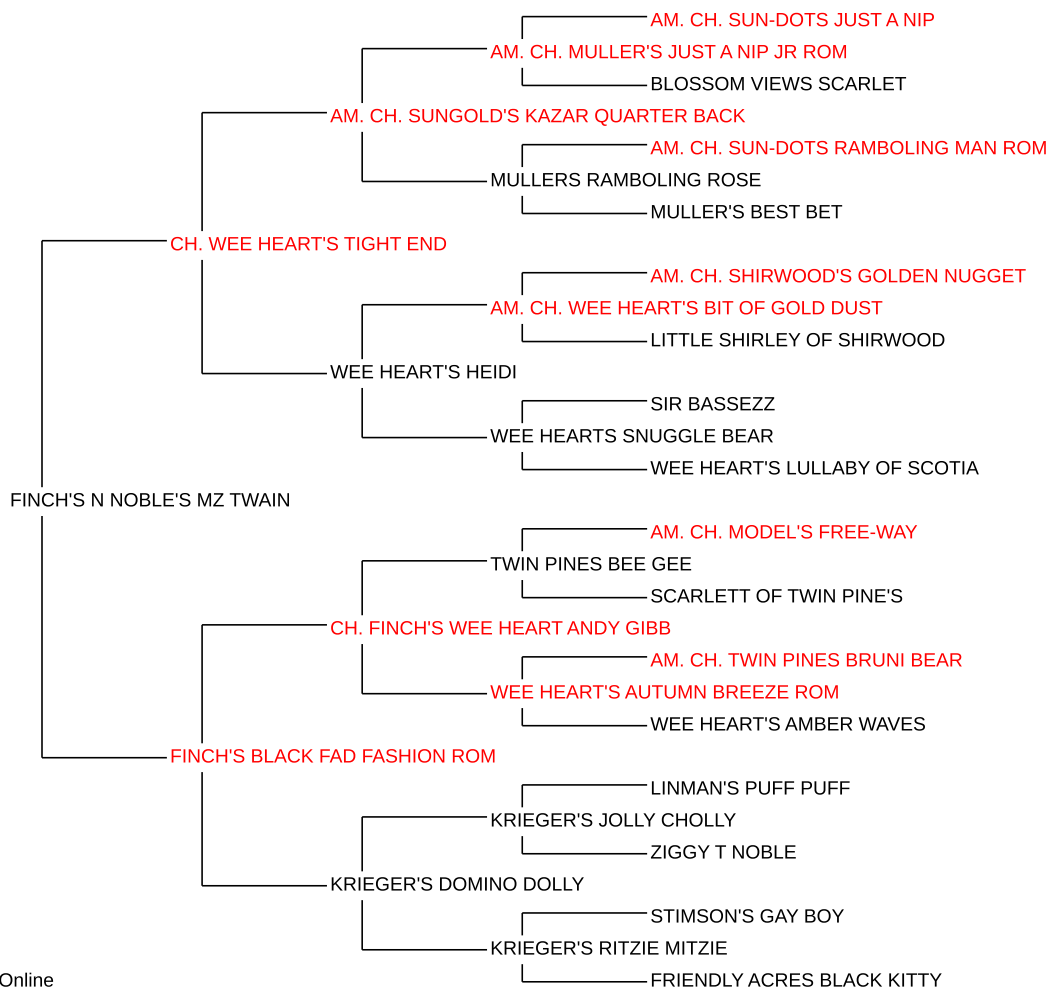 AM. CH. SUN-DOTS JUST A NIP
AM. CH. MULLER'S JUST A NIP JR ROM
BLOSSOM VIEWS SCARLET
AM. CH. SUNGOLD'S KAZAR QUARTER BACK
AM. CH. SUN-DOTS RAMBOLING MAN ROM
MULLERS RAMBOLING ROSE
MULLER'S BEST BET
CH. WEE HEART'S TIGHT END
AM. CH. SHIRWOOD'S GOLDEN NUGGET
AM. CH. WEE HEART'S BIT OF GOLD DUST
LITTLE SHIRLEY OF SHIRWOOD
WEE HEART'S HEIDI
SIR BASSEZZ
WEE HEARTS SNUGGLE BEAR
WEE HEART'S LULLABY OF SCOTIA
FINCH'S N NOBLE'S MZ TWAIN
AM. CH. MODEL'S FREE-WAY
TWIN PINES BEE GEE
SCARLETT OF TWIN PINE'S
CH. FINCH'S WEE HEART ANDY GIBB
AM. CH. TWIN PINES BRUNI BEAR
WEE HEART'S AUTUMN BREEZE ROM
WEE HEART'S AMBER WAVES
FINCH'S BLACK FAD FASHION ROM
LINMAN'S PUFF PUFF
KRIEGER'S JOLLY CHOLLY
ZIGGY T NOBLE
KRIEGER'S DOMINO DOLLY
STIMSON'S GAY BOY
KRIEGER'S RITZIE MITZIE
FRIENDLY ACRES BLACK KITTY
Online